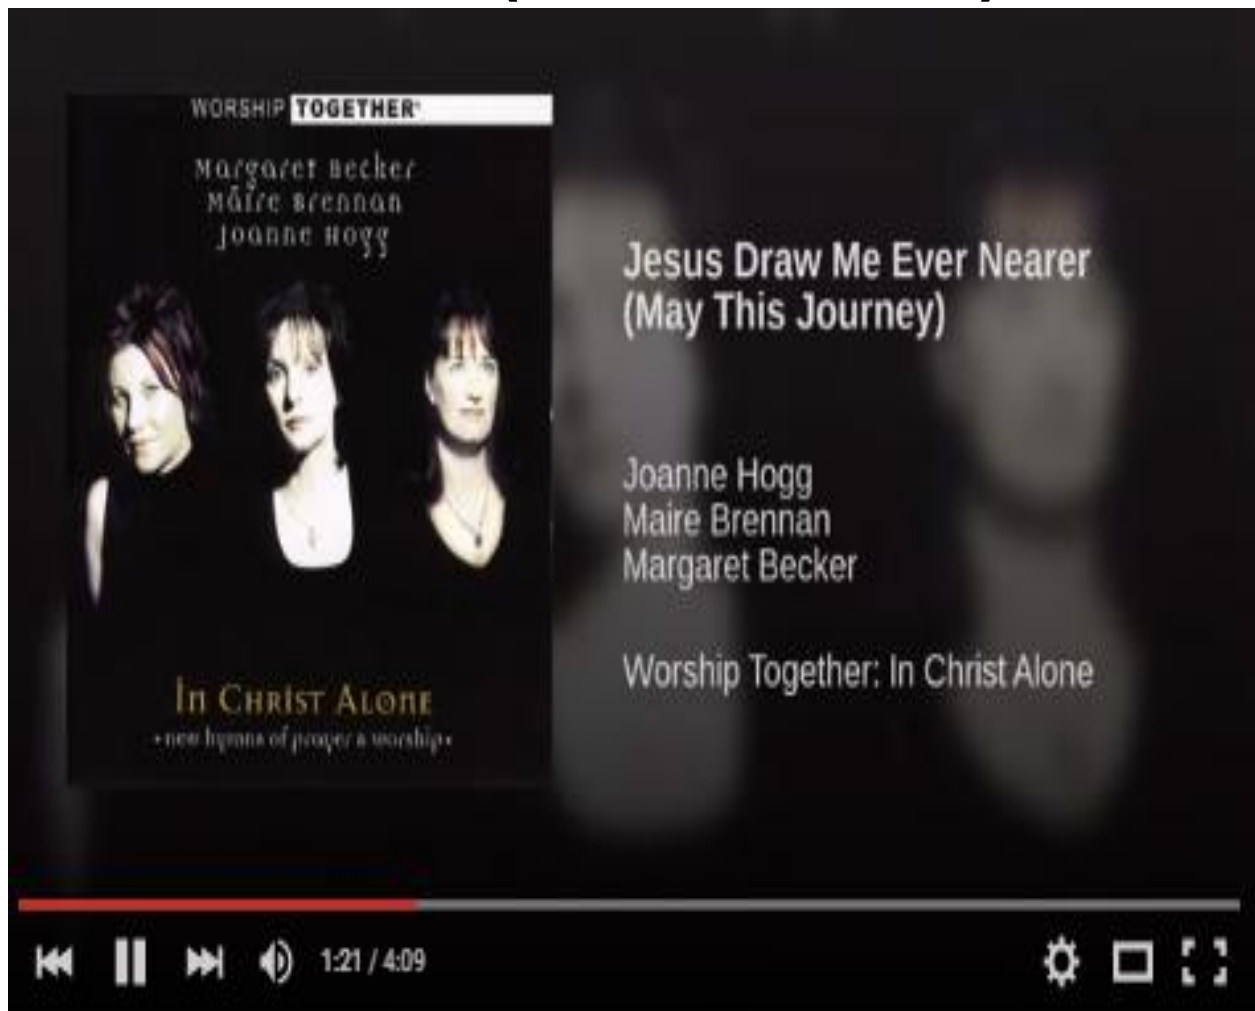 WORSHIP TOGETHER®
Margaret Becker
Máire Brennan
Joanne Hogg
In Christ Alone
• new hymns of prayer & worship •
Jesus Draw Me Ever Nearer
(May This Journey)
Joanne Hogg
Maire Brennan
Margaret Becker
Worship Together: In Christ Alone
1:21 / 4:09